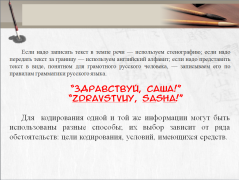 Если надо записать текст в темпе речи — используем стенографию; если надо
передать текст за границу — используем английский алфавит; если надо представить
текст в виде, понятном для грамотного русского человека, — записываем его по
правилам грамматики русского языка.
"ЗДРАВСТВУЙ, САША!"
"ZDRAVSTVUY, SASHA!"
Для кодирования одной и той же информации могут быть
использованы разные способы; их выбор зависит от ряда
обстоятельств: цели кодирования, условий, имеющихся средств.